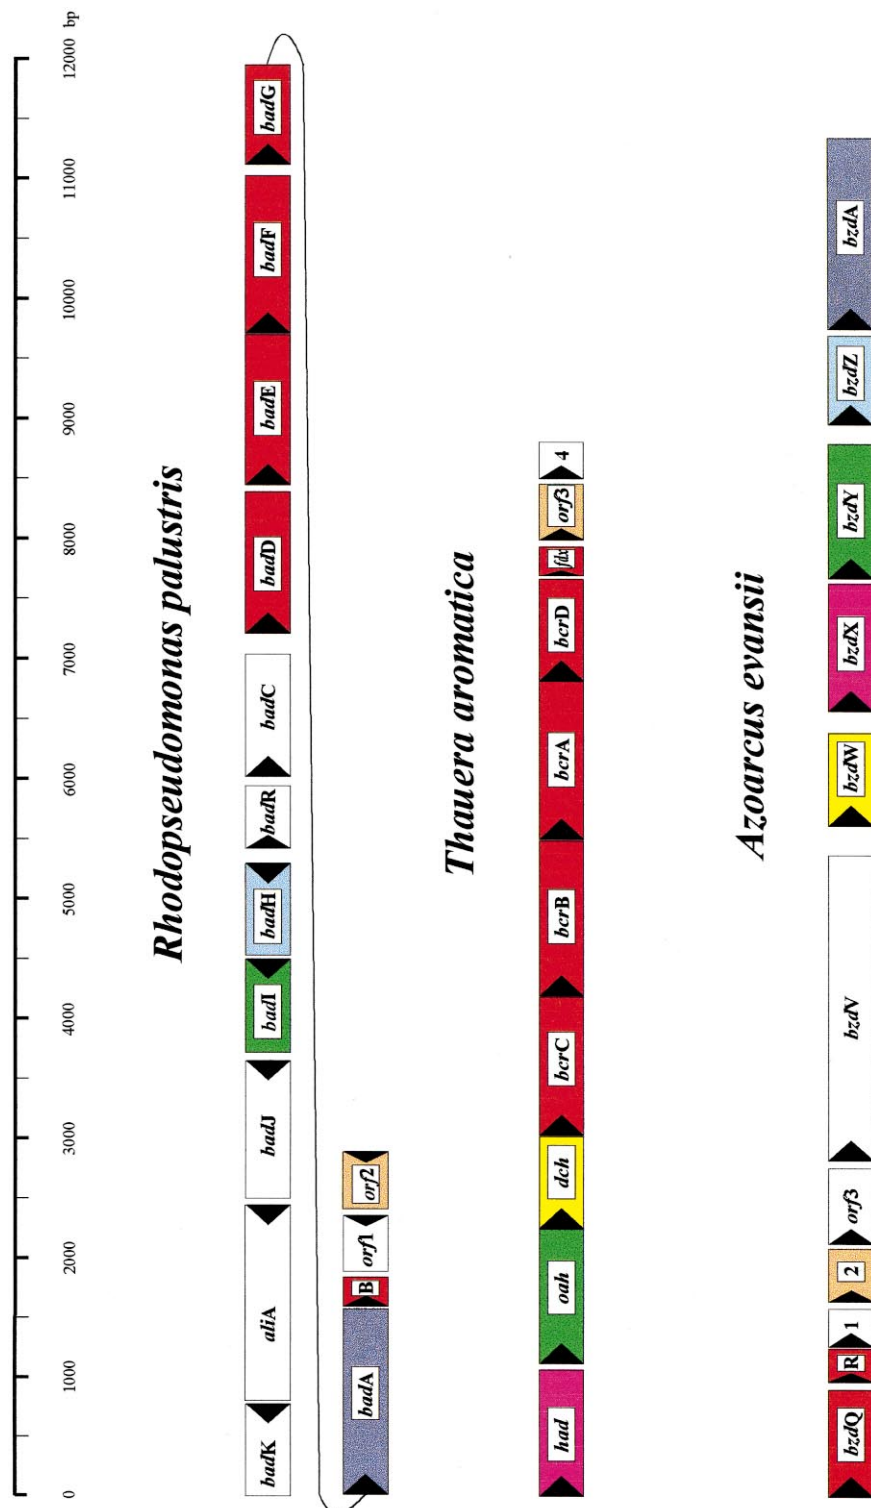 0 1000 2000 3000 4000 5000 6000 7000 8000 9000 10000 11000 12000 bp
Rhodopseudomonas palustris
badK aliA badJ badI badH badR badC badD badE badF badG
badA B orf1 orf2
Thauera aromatica
had oah dch bcrC bcrB bcrA bcrD fdx orf3 4
Azoarcus evansii
bzdQ R 1 2 orf3 bzdV bzdW bzdX bzdY bzdZ bzdA